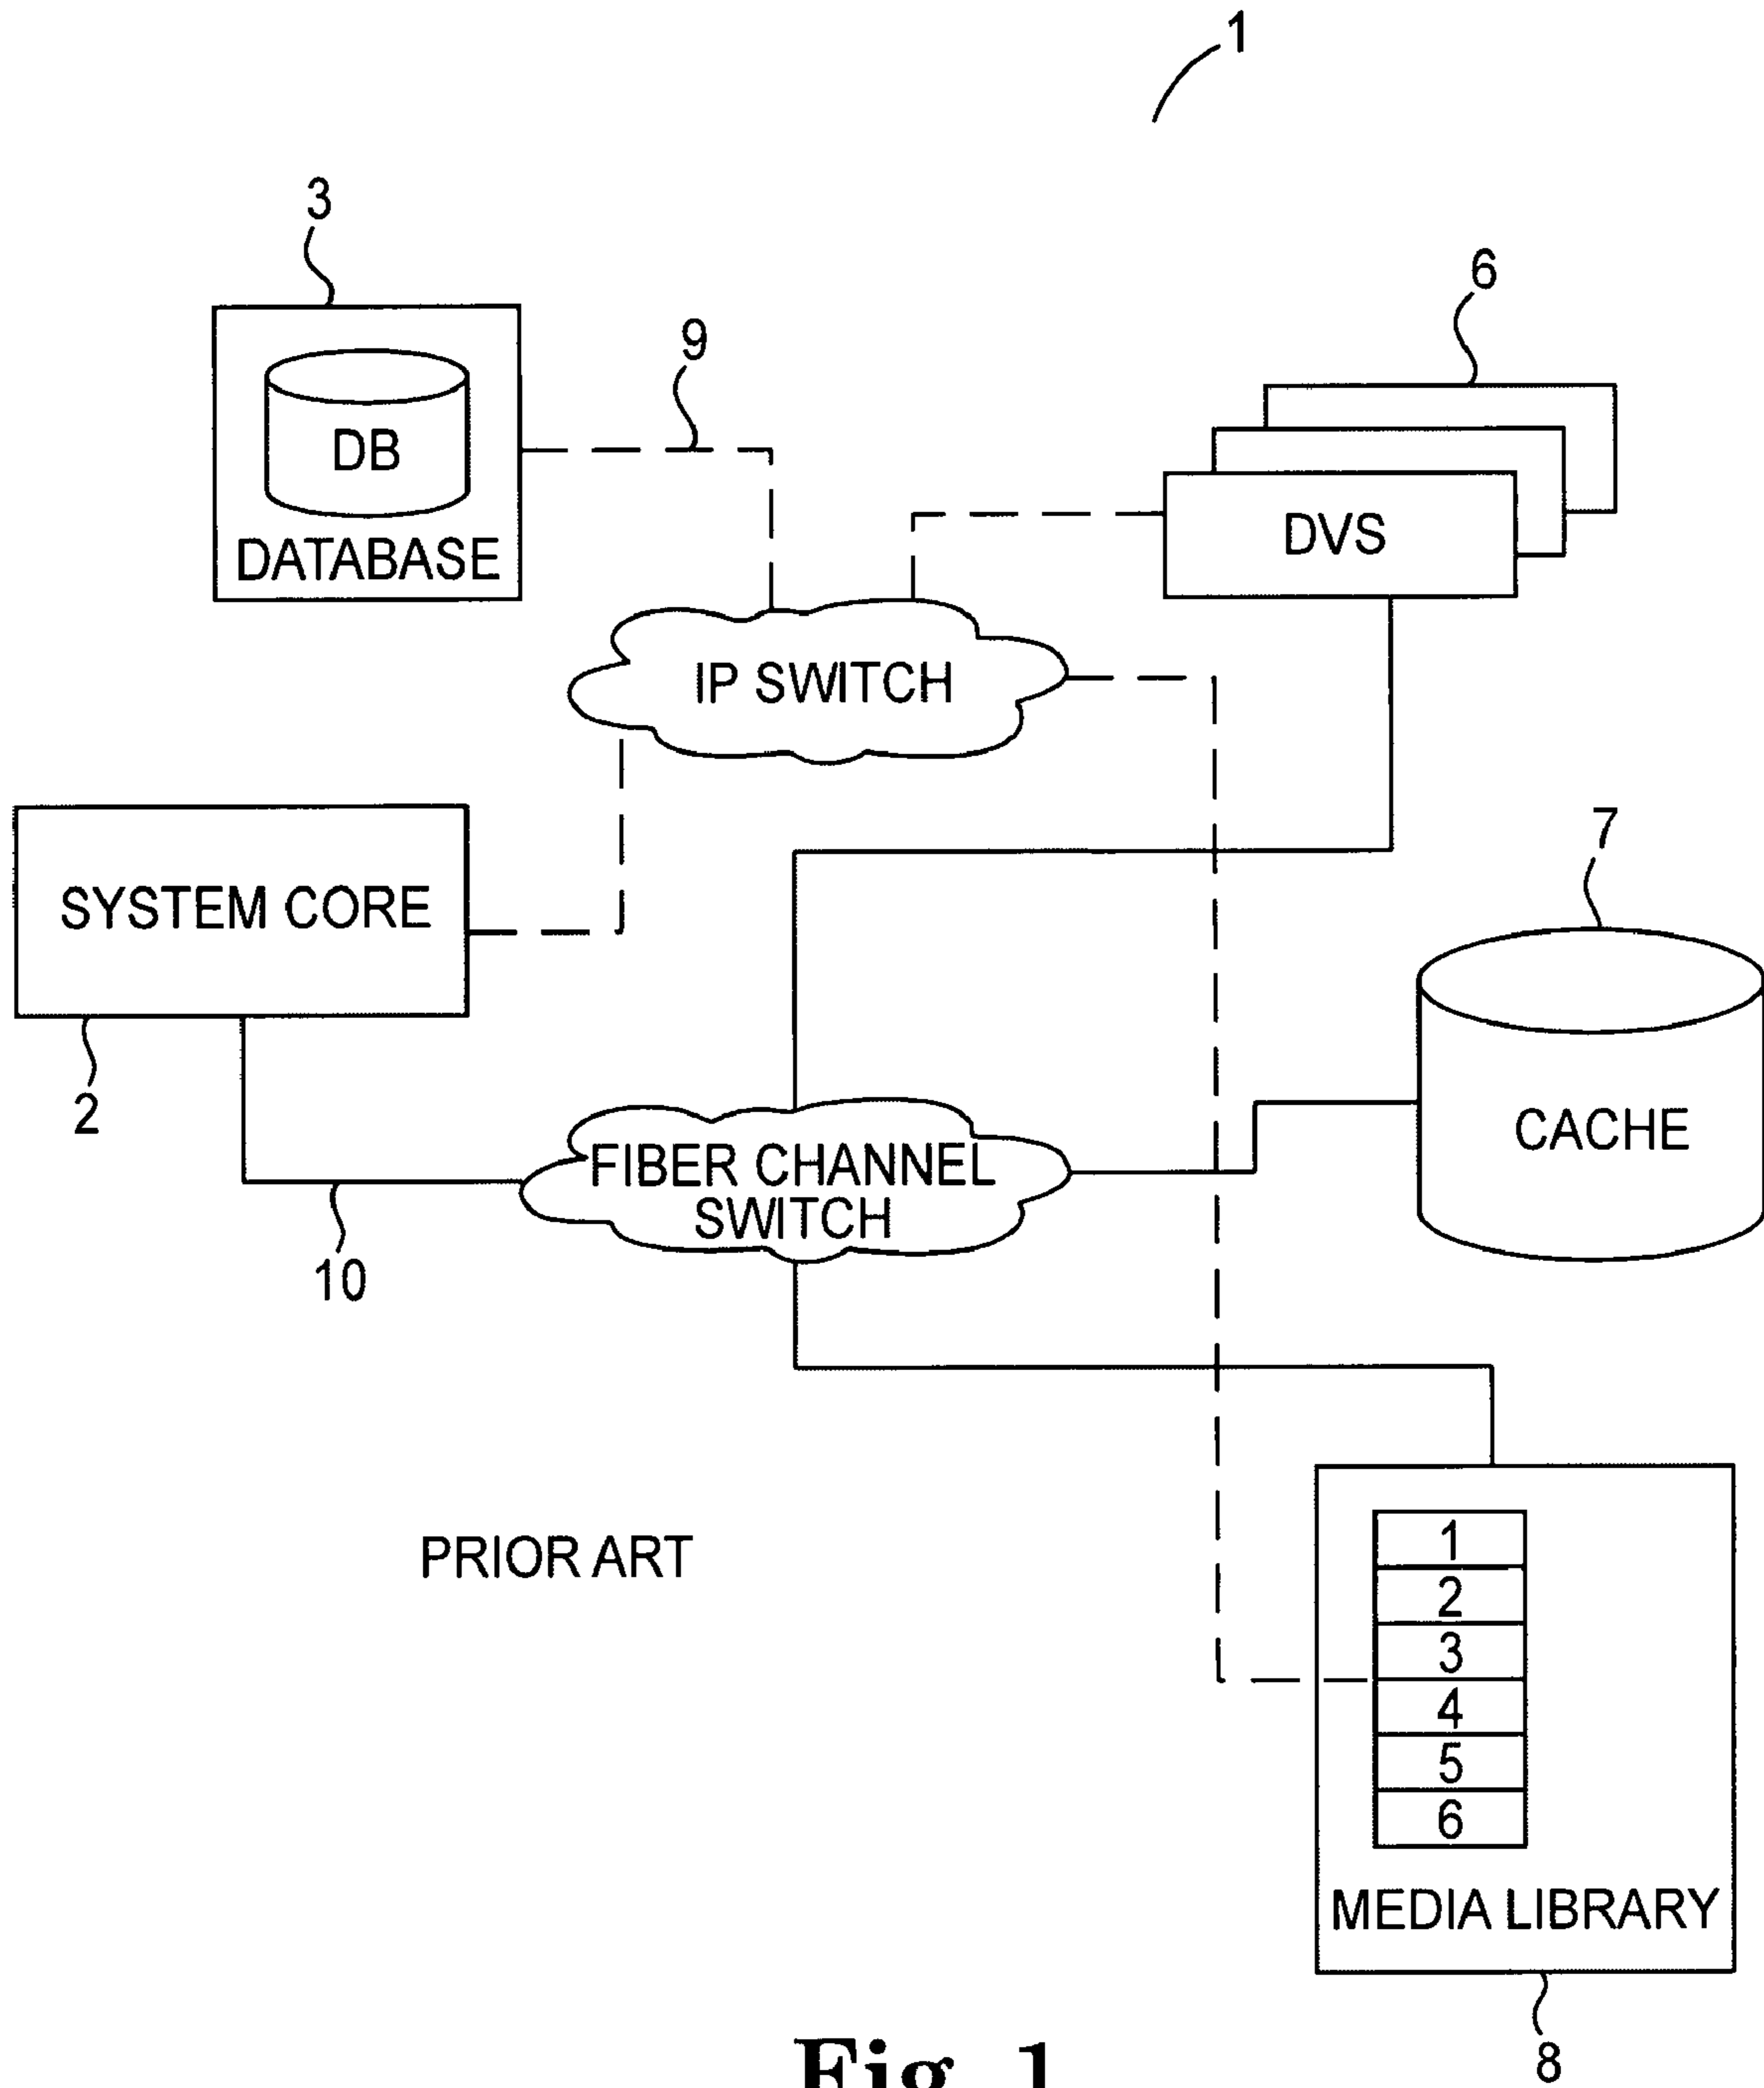 1
3
6
9
DB
DATABASE
DVS
IP SWITCH
7
SYSTEM CORE
2
CACHE
FIBER CHANNEL
SWITCH
10
PRIOR ART
1
2
3
4
5
6
MEDIA LIBRARY
8
Fig. 1